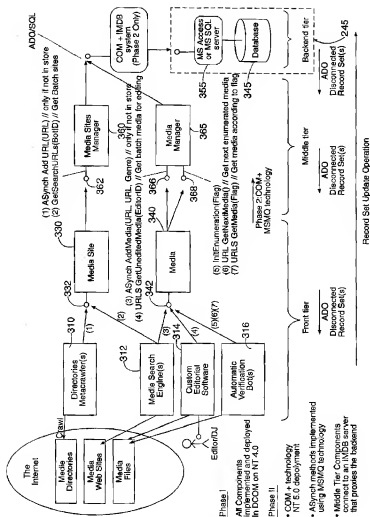 The Internet
Media Directories
Media Web Sites
Media Files
Crawl
Editor/DJ
310
Directories Metacrawler(s)
312
Media Search Engine(s)
314
Custom Editorial Software
316
Automatic Verification Bot(s)
(1)
(2)
(3)
(4)
(5)(6)(7)
332
330
Media Site
342
340
Media
(1) ASynch Add URL(URL) // only if not in store
(2) GetSearchURLs(BotID) // Get Batch sites
(3) ASynch AddMedia(URL, URL, Genre) // only if not in store
(4) URLS GetUneditedMedia(EditorID) // Get batch media for editing
(5) InitEnumeration(Flag)
(6) URL GetNextMedia() // Get next enumerated media
(7) URLS GetMedia(Flag) // Get media according to flag
362
360
Media Sites Manager
366
368
365
Media Manager
Phase 2:COM+
MSMQ technology
ADO/SQL
COM + IMDB system (Phase 2 Only)
355
MS Access or MS SQL server
345
Database
245
Front tier
Middle tier
Backend tier
ADO
Disconnected
Record Set(s)
ADO
Disconnected
Record Set(s)
ADO
Disconnected
Record Set(s)
Record Set Update Operation
Phase I
All Components
implemented and deployed
In DCOM on NT 4.0
Phase II
• COM + technology
NT 5.0 depolyment
• ASynch methods implemented
using MSMQ technology
• Middle Tier Components
connect to an IMDB server
that proxies the backend